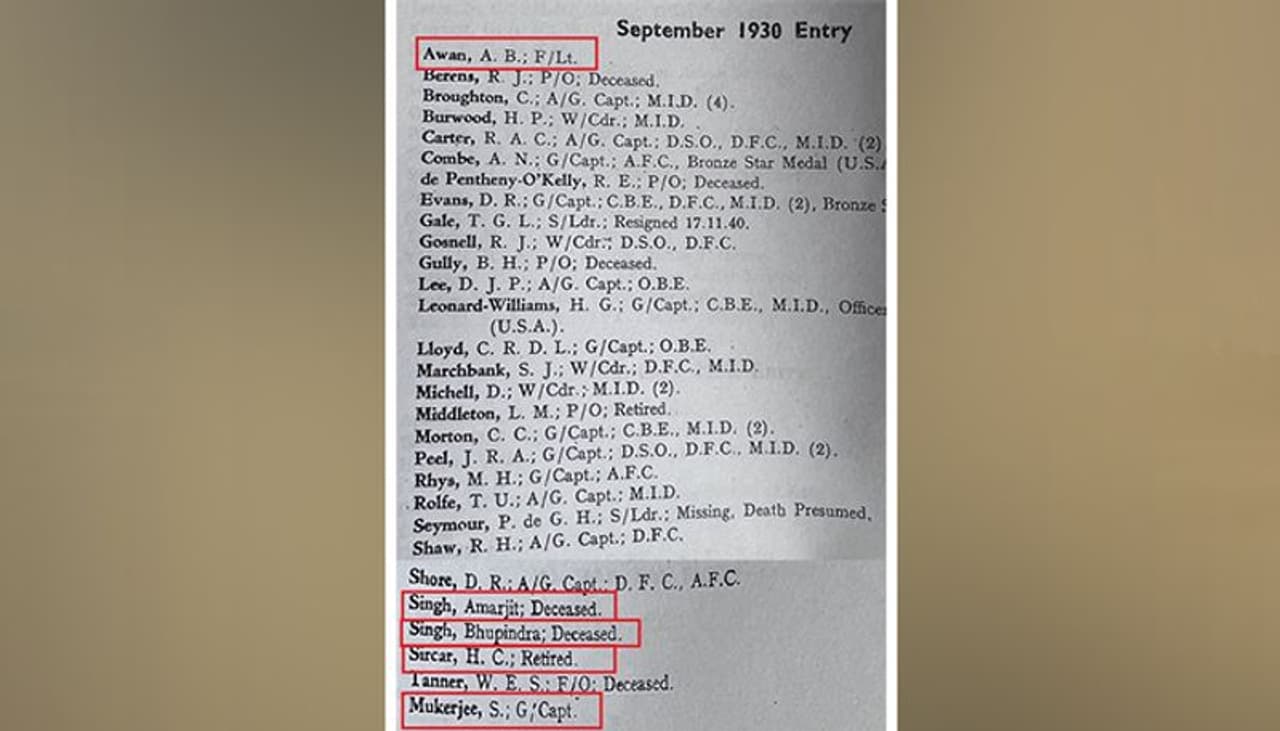 September 1930 Entry
Awan, A. B.; F/Lt.
Berens, R. J.; P/O; Deceased.
Broughton, C.; A/G. Capt.; M.I.D. (4).
Burwood, H. P.; W/Cdr.; M.I.D.
Carter, R. A. C.; A/G. Capt.; D.S.O., D.F.C., M.I.D. (2)
Combe, A. N.; G/Capt.; A.F.C., Bronze Star Medal (U.S.A
de Pentheny-O'Kelly, R. E.; P/O; Deceased.
Evans, D. R.; G/Capt.; C.B.E., D.F.C., M.I.D. (2), Bronze S
Gale, T. G. L.; S/Ldr.; Resigned 17.11.40.
Gosnell, R. J.; W/Cdr.; D.S.O., D.F.C.
Gully, B. H.; P/O; Deceased.
Lee, D. J. P.; A/G. Capt.; O.B.E.
Leonard-Williams, H. G.; G/Capt.; C.B.E., M.I.D., Officer
(U.S.A.).
Lloyd, C. R. D. L.; G/Capt.; O.B.E.
Marchbank, S. J.; W/Cdr.; D.F.C., M.I.D.
Michell, D.; W/Cdr.; M.I.D. (2).
Middleton, L. M.; P/O; Retired.
Morton, C. C.; G/Capt.; C.B.E., M.I.D. (2).
Peel, J. R. A.; G/Capt.; D.S.O., D.F.C., M.I.D. (2).
Rhys, M. H.; G/Capt.; A.F.C.
Rolfe, T. U.; A/G. Capt.; M.I.D.
Seymour, P. de G. H.; S/Ldr.; Missing, Death Presumed,
Shaw, R. H.; A/G. Capt.; D.F.C.
Shore, D. R.; A/G. Capt.; D. F. C., A.F.C.
Singh, Amarjit; Deceased.
Singh, Bhupindra; Deceased.
Sircar, H. C.; Retired.
Tanner, W. E. S.; F/O; Deceased.
Mukerjee, S.; G/Capt.